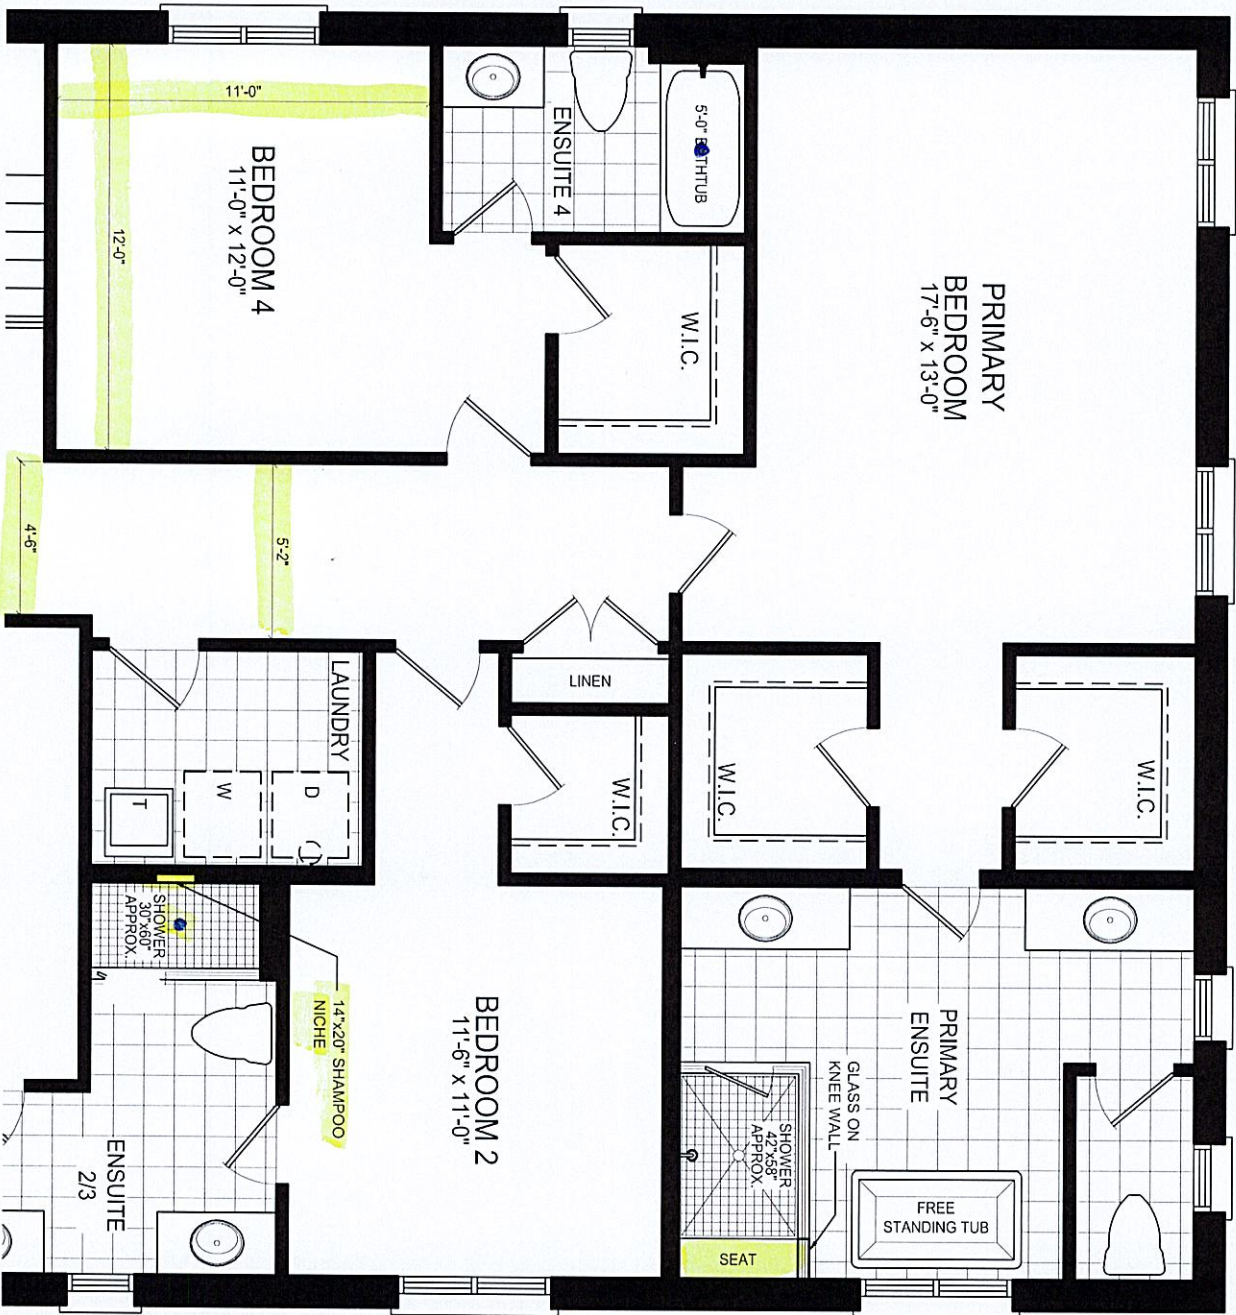 11'-0"
12'-0"
BEDROOM 4
11'-0" x 12'-0"
ENSUITE 4
5'-0" BATHTUB
W.I.C.
PRIMARY
BEDROOM
17'-6" x 13'-0"
4'-6"
5'-2"
LINEN
LAUNDRY
W
D
T
W.I.C.
W.I.C.
W.I.C.
SHOWER
30"x60"
APPROX.
14"x20" SHAMPOO
NICHE
BEDROOM 2
11'-6" x 11'-0"
ENSUITE
2/3
PRIMARY
ENSUITE
GLASS ON
KNEE WALL
SHOWER
42"x58"
APPROX.
SEAT
FREE
STANDING TUB